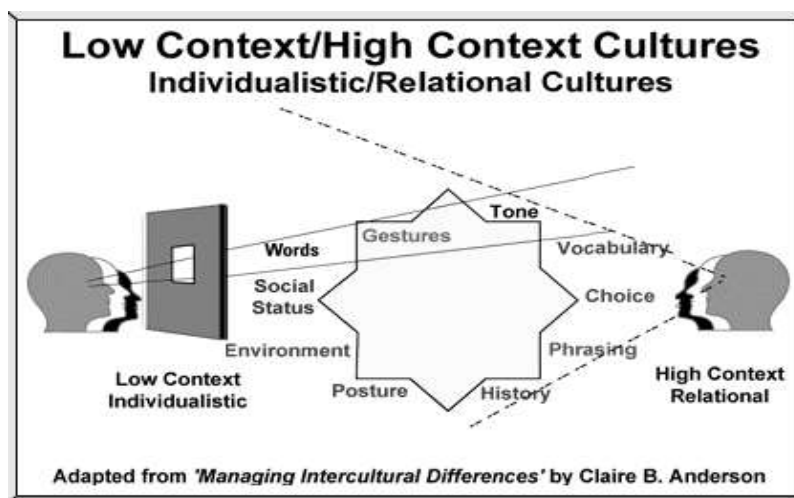 Low Context/High Context Cultures
Individualistic/Relational Cultures
Tone
Gestures
Words
Vocabulary
Social
Status
Choice
Environment
Phrasing
Low Context
Individualistic
Posture
History
High Context
Relational
Adapted from 'Managing Intercultural Differences' by Claire B. Anderson